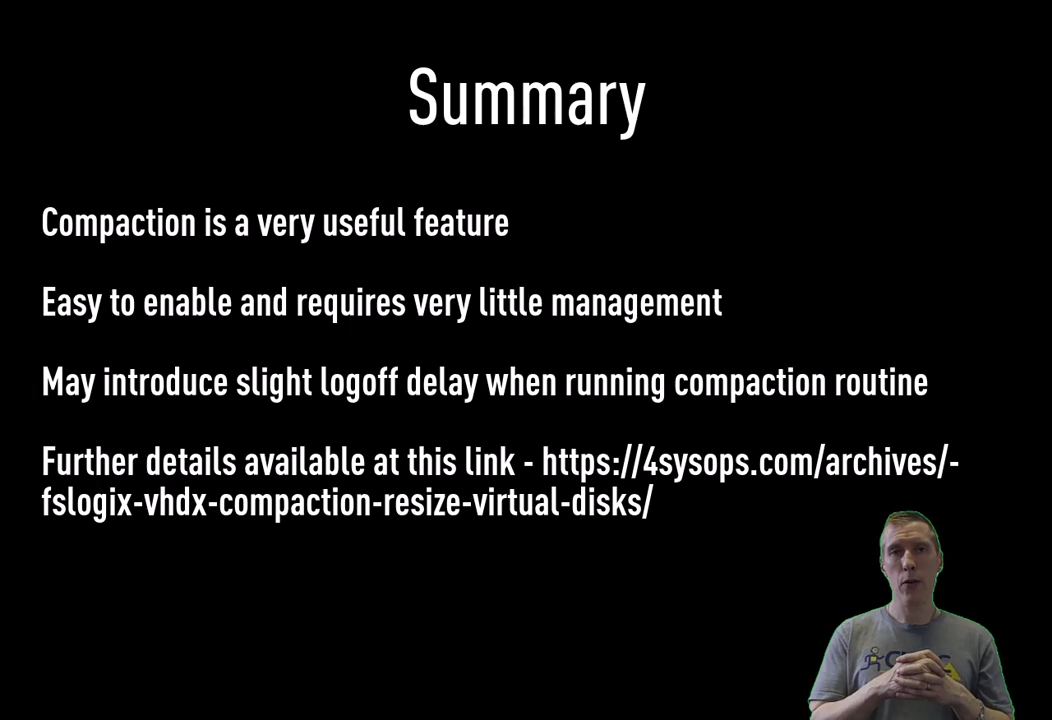 Summary
Compaction is a very useful feature
Easy to enable and requires very little management
May introduce slight logoff delay when running compaction routine
Further details available at this link - https://4sysops.com/archives/-
fslogix-vhdx-compaction-resize-virtual-disks/